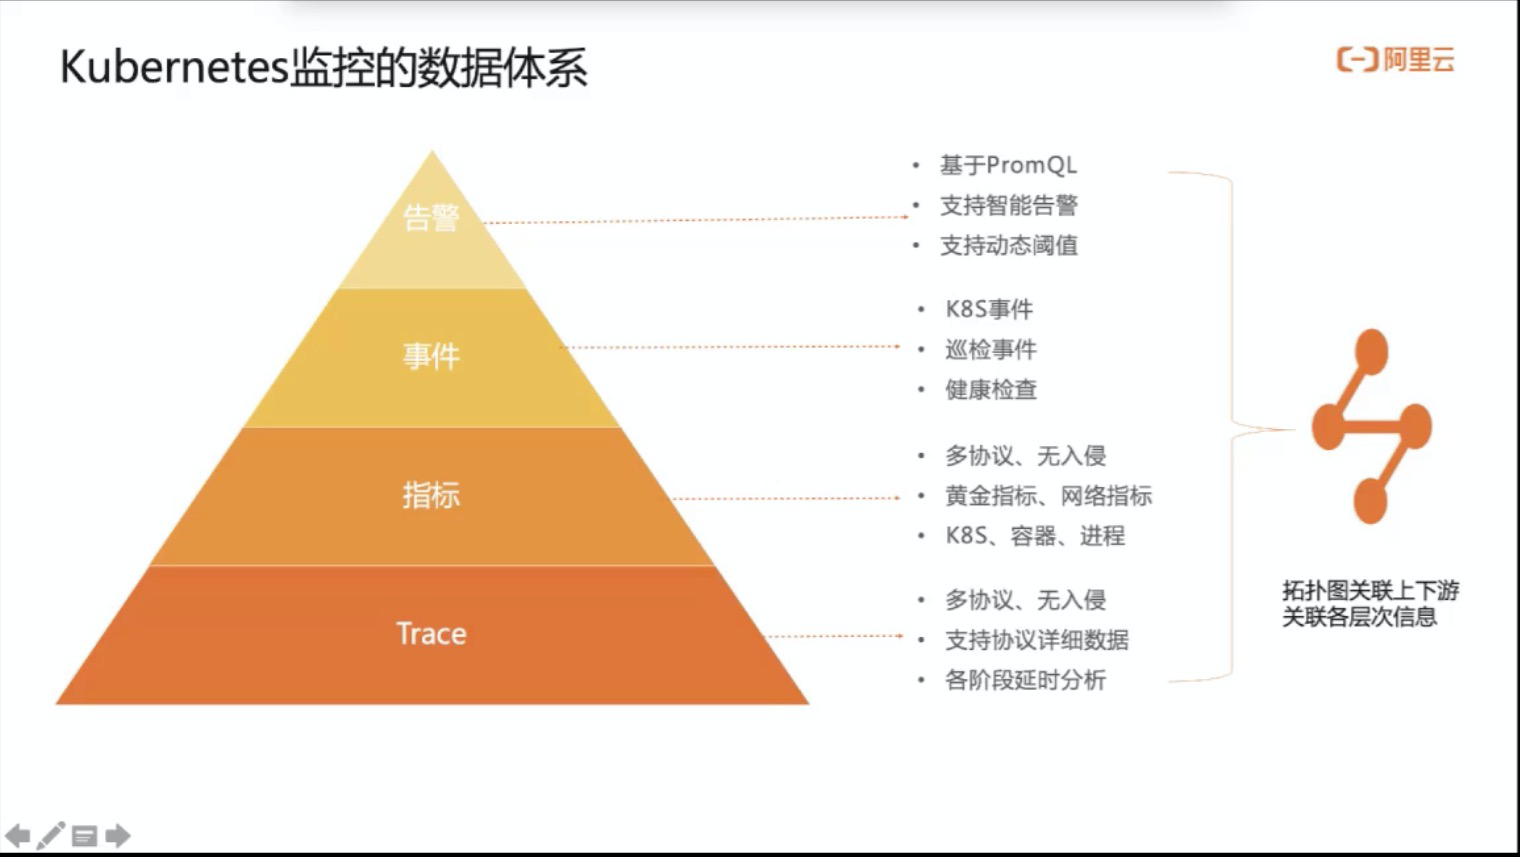 Kubernetes监控的数据体系
阿里云
告警
• 基于PromQL
• 支持智能告警
• 支持动态阈值
事件
• K8S事件
• 巡检事件
• 健康检查
指标
• 多协议、无入侵
• 黄金指标、网络指标
• K8S、容器、进程
Trace
• 多协议、无入侵
• 支持协议详细数据
• 各阶段延时分析
拓扑图关联上下游
关联各层次信息